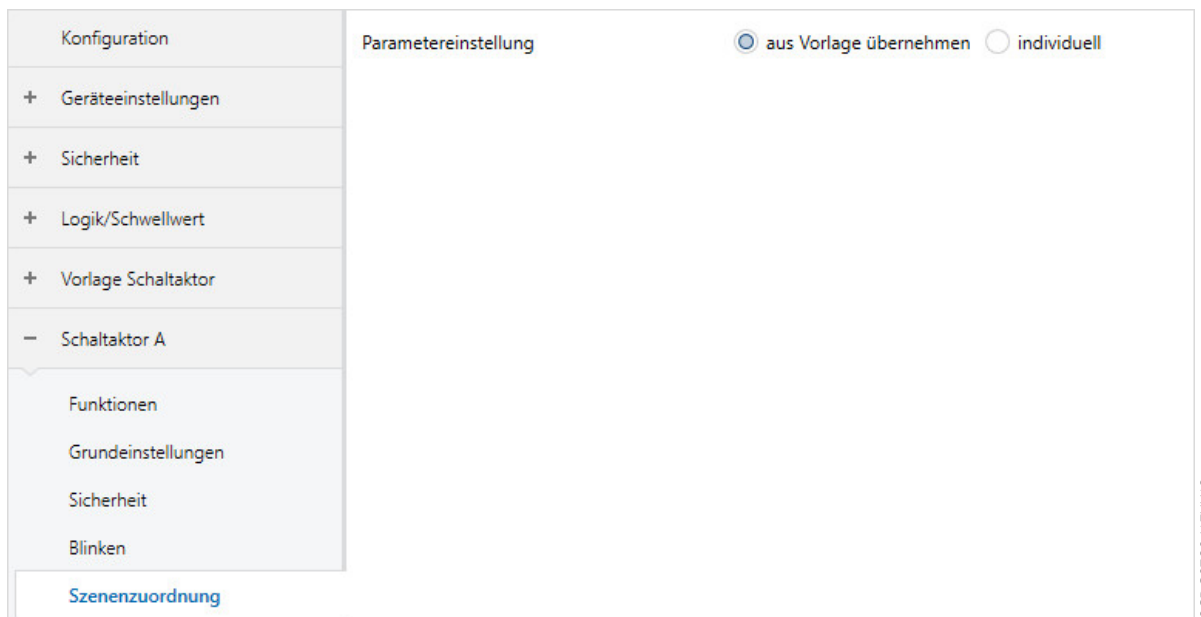 Konfiguration
Parametereinstellung aus Vorlage übernehmen individuell
+ Geräteeinstellungen
+ Sicherheit
+ Logik/Schwellwert
+ Vorlage Schaltaktor
− Schaltaktor A
Funktionen
Grundeinstellungen
Sicherheit
Blinken
Szenenzuordnung